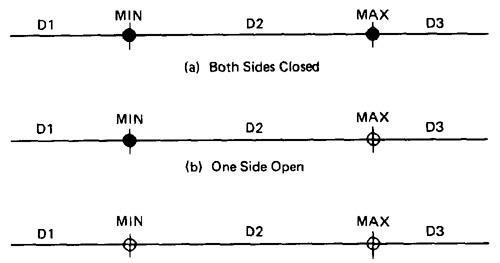 MIN MAX
D1 D2 D3
(a) Both Sides Closed
MIN MAX
D1 D2 D3
(b) One Side Open
MIN MAX
D1 D2 D3